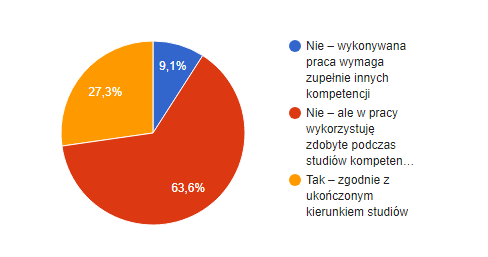 9,1%
27,3%
63,6%
Nie – wykonywana
praca wymaga
zupełnie innych
kompetencji
Nie – ale w pracy
wykorzystuję
zdobyte podczas
studiów kompeten…
Tak – zgodnie z
ukończonym
kierunkiem studiów